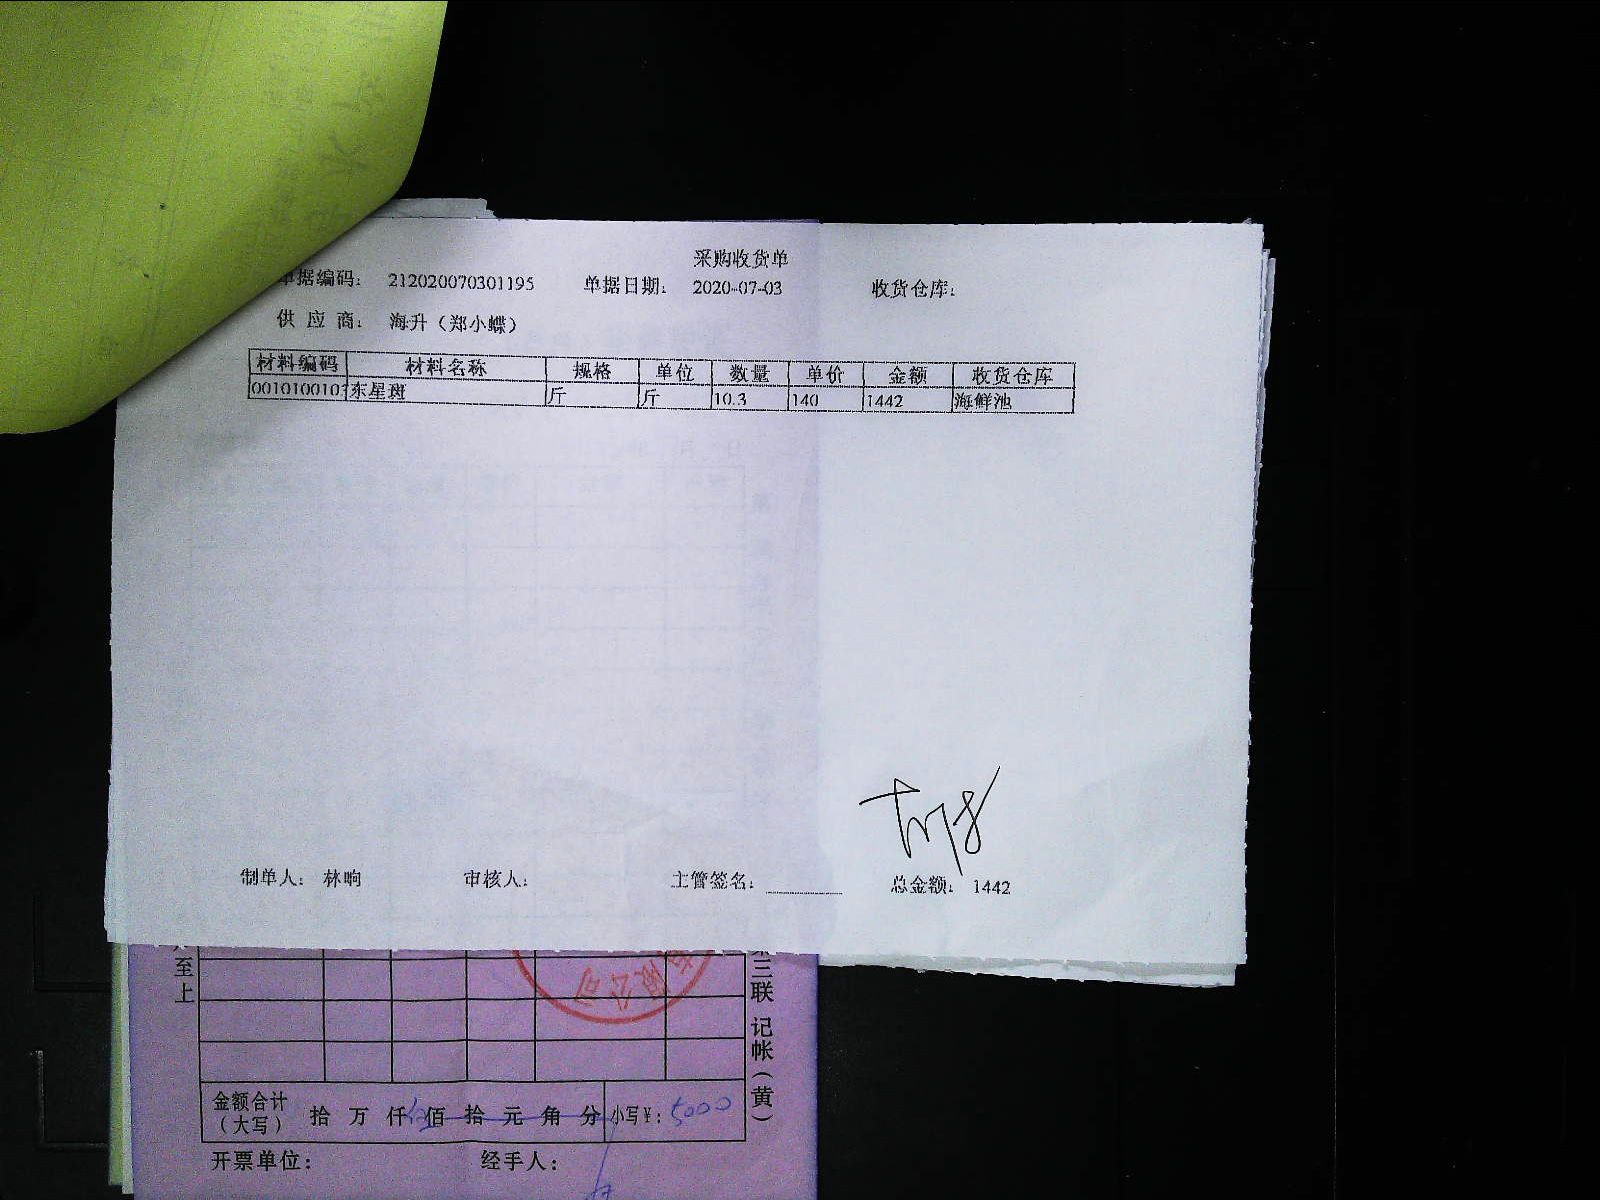 采购收货单
单据编码： 212020070301195 单据日期： 2020-07-03 收货仓库：
供 应 商： 海升（郑小蝶）
材料编码 材料名称 规格 单位 数量 单价 金额 收货仓库
0010100103 东星斑 斤 斤 10.3 140 1442 海鲜池
制单人： 林晌 审核人： 主管签名： 总金额： 1442
至上
三联 记帐（黄）
限公司
金额合计（大写） 拾 万 仟 佰 拾 元 角 分 小写￥：5000
开票单位： 经手人：